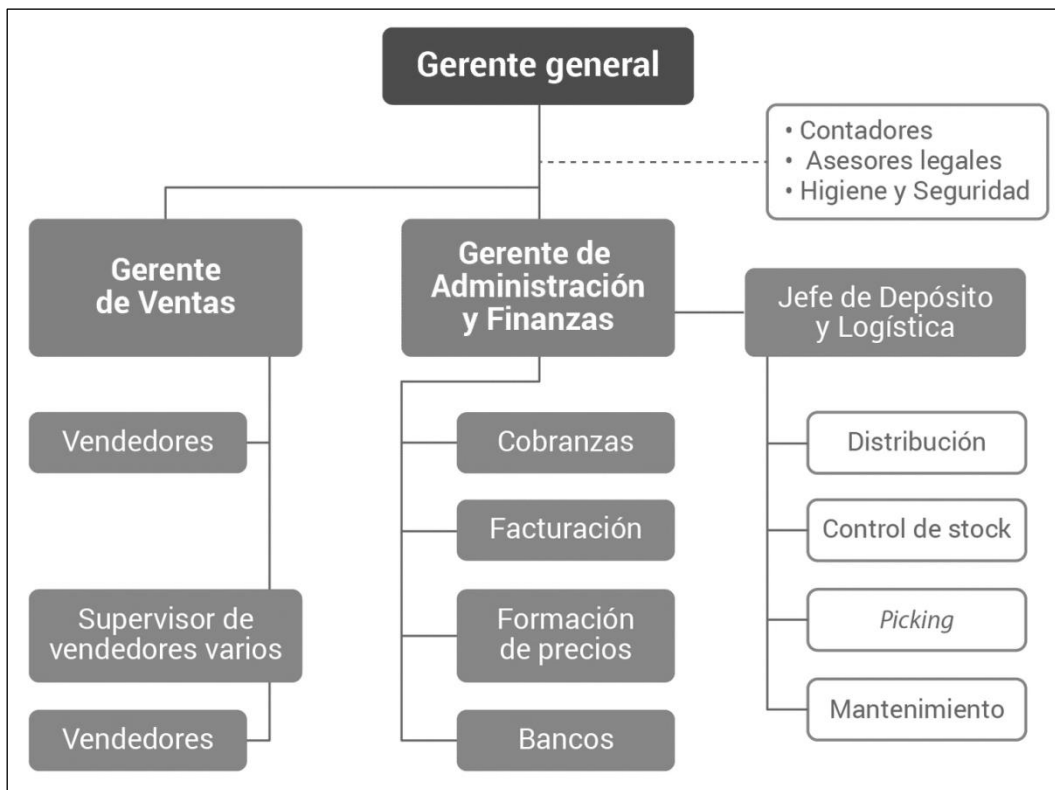 Gerente general
• Contadores
• Asesores legales
• Higiene y Seguridad
Gerente
de Ventas
Gerente de
Administración
y Finanzas
Jefe de Depósito
y Logística
Vendedores
Supervisor de
vendedores varios
Vendedores
Cobranzas
Facturación
Formación
de precios
Bancos
Distribución
Control de stock
Picking
Mantenimiento